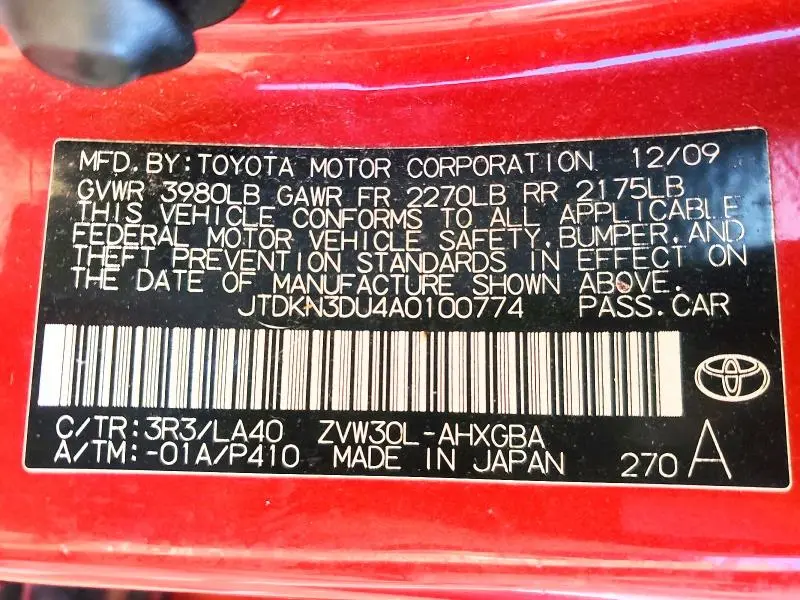 MFD. BY: TOYOTA MOTOR CORPORATION 12/09
GVWR 3980LB GAWR FR 2270LB RR 2175LB
THIS VEHICLE CONFORMS TO ALL APPLICABLE
FEDERAL MOTOR VEHICLE SAFETY, BUMPER, AND
THEFT PREVENTION STANDARDS IN EFFECT ON
THE DATE OF MANUFACTURE SHOWN ABOVE.
JTDKN3DU4A0100774 PASS. CAR
C/TR: 3R3/LA40 ZVW30L-AHXGBA
A/TM: -01A/P410 MADE IN JAPAN 270 A